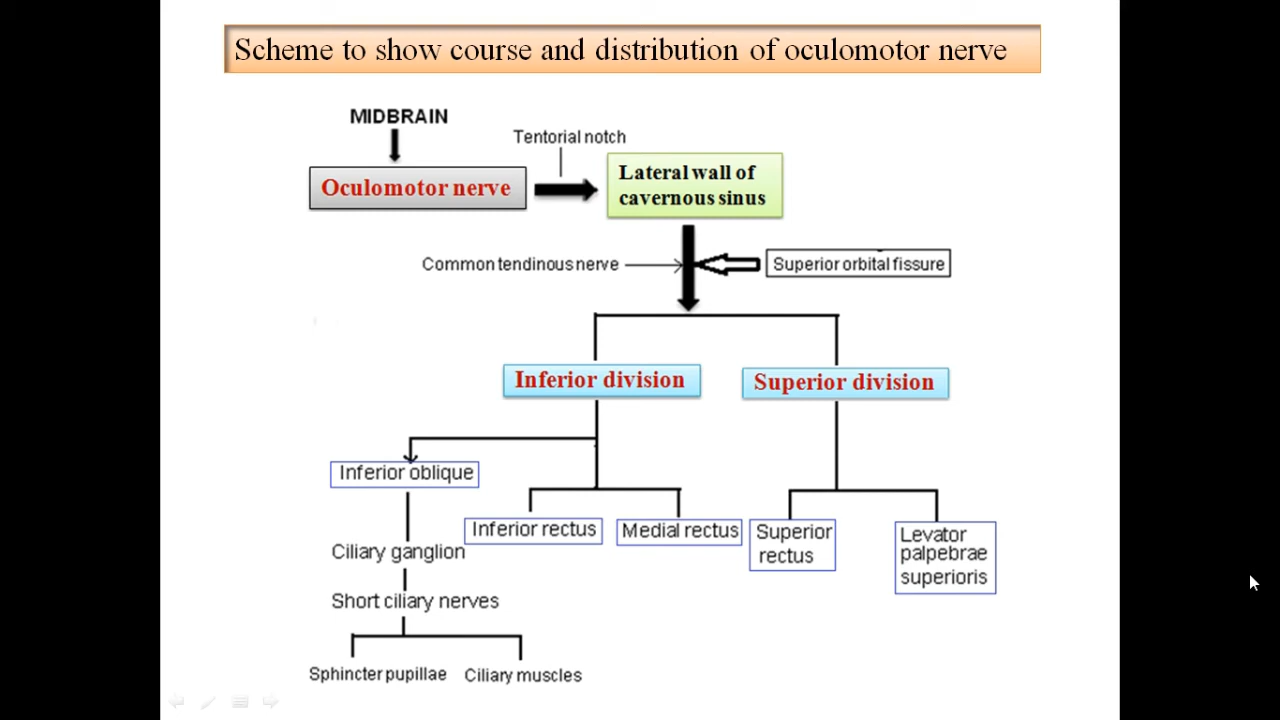 Scheme to show course and distribution of oculomotor nerve
MIDBRAIN
Tentorial notch
Oculomotor nerve
Lateral wall of
cavernous sinus
Common tendinous nerve
Superior orbital fissure
Inferior division
Superior division
Inferior oblique
Inferior rectus
Medial rectus
Superior
rectus
Levator
palpebrae
superioris
Ciliary ganglion
Short ciliary nerves
Sphincter pupillae
Ciliary muscles